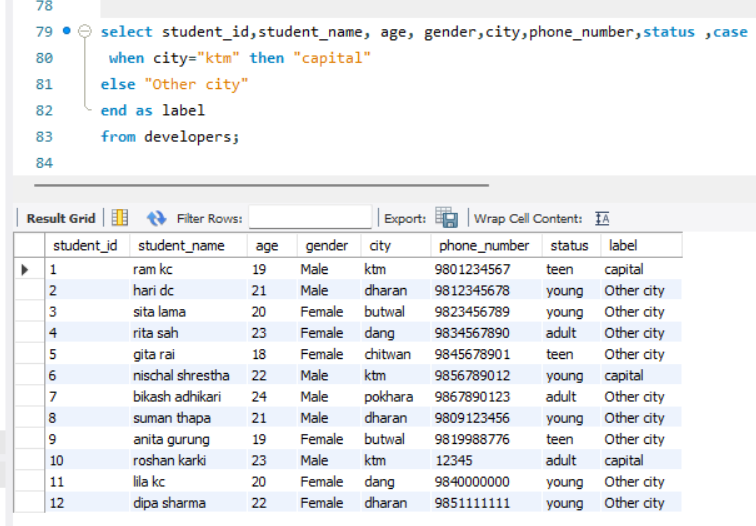 78
79 select student_id,student_name, age, gender,city,phone_number,status ,case
80 when city="ktm" then "capital"
81 else "Other city"
82 end as label
83 from developers;
84
Result Grid Filter Rows: Export: Wrap Cell Content:
student_id student_name age gender city phone_number status label
1 ram kc 19 Male ktm 9801234567 teen capital
2 hari dc 21 Male dharan 9812345678 young Other city
3 sita lama 20 Female butwal 9823456789 young Other city
4 rita sah 23 Female dang 9834567890 adult Other city
5 gita rai 18 Female chitwan 9845678901 teen Other city
6 nischal shrestha 22 Male ktm 9856789012 young capital
7 bikash adhikari 24 Male pokhara 9867890123 adult Other city
8 suman thapa 21 Male dharan 9809123456 young Other city
9 anita gurung 19 Female butwal 9819988776 teen Other city
10 roshan karki 23 Male ktm 12345 adult capital
11 lila kc 20 Female dang 9840000000 young Other city
12 dipa sharma 22 Female dharan 9851111111 young Other city